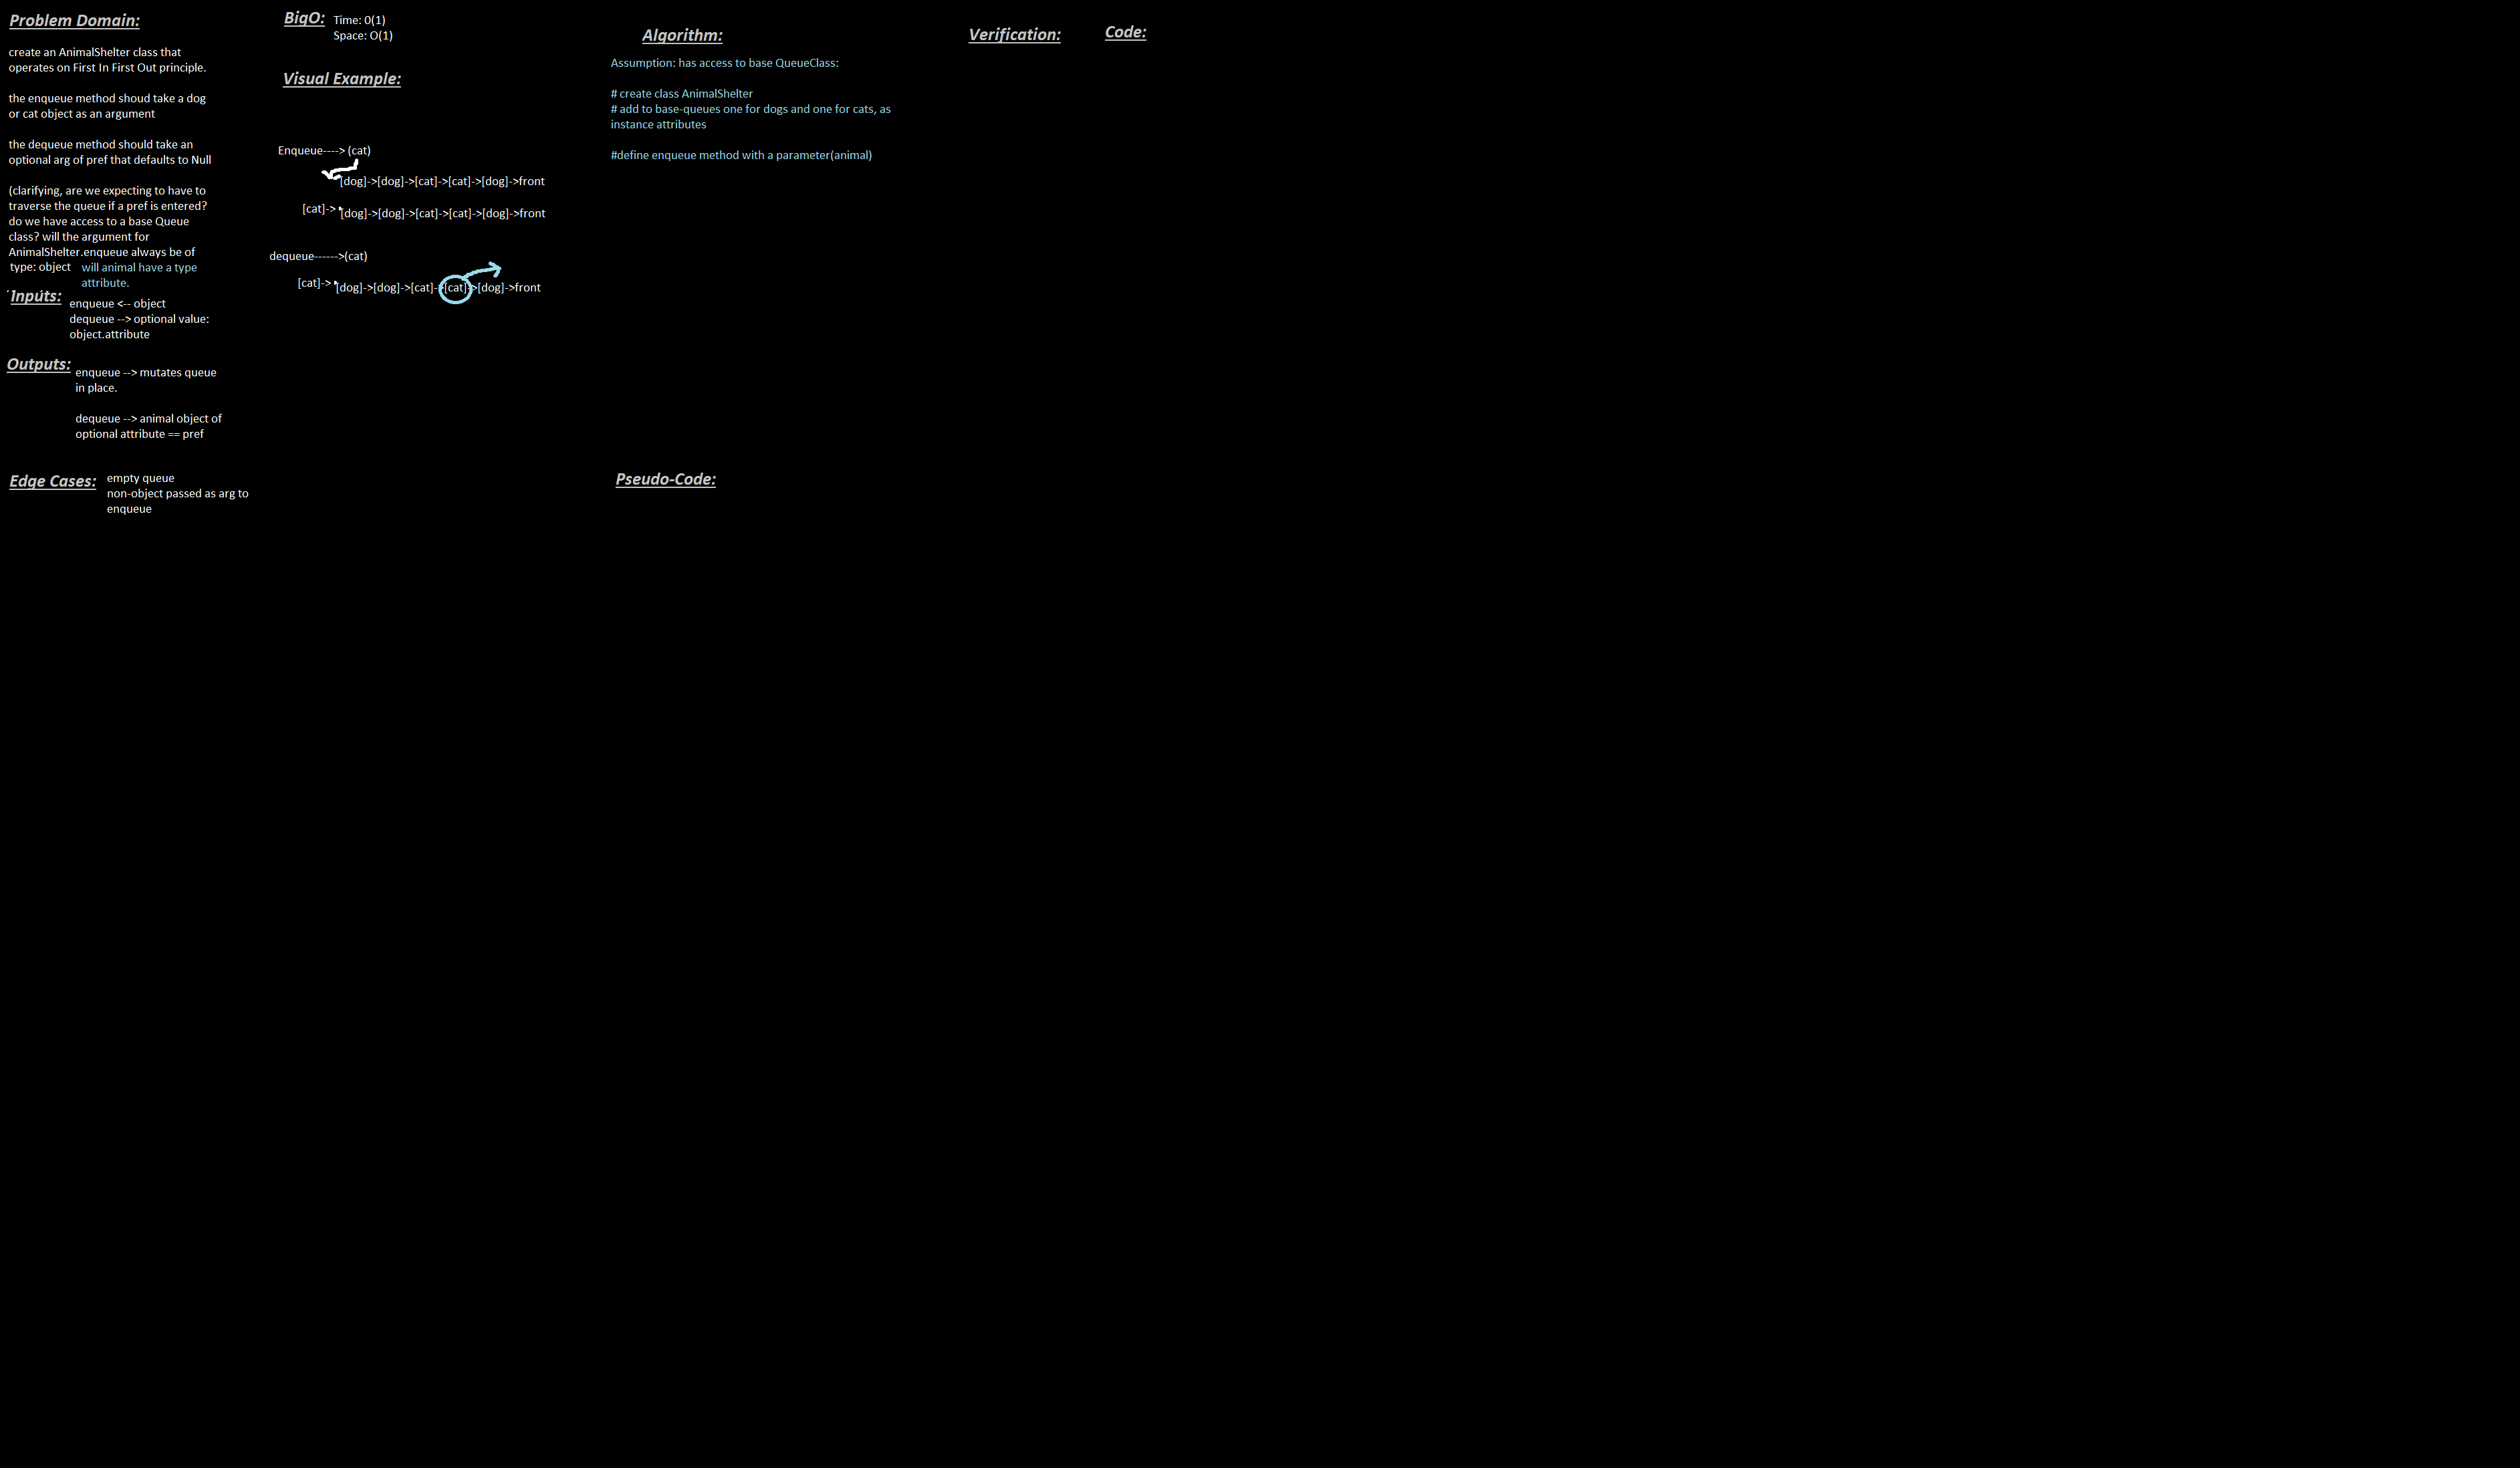 Problem Domain:
create an AnimalShelter class that
operates on First In First Out principle.
the enqueue method shoud take a dog
or cat object as an argument
the dequeue method should take an
optional arg of pref that defaults to Null
(clarifying, are we expecting to have to
traverse the queue if a pref is entered?
do we have access to a base Queue
class? will the argument for
AnimalShelter.enqueue always be of
type: object
will animal have a type
attribute.
Inputs:
enqueue <-- object
dequeue --> optional value:
object.attribute
Outputs:
enqueue --> mutates queue
in place.
dequeue --> animal object of
optional attribute == pref
Edge Cases:
empty queue
non-object passed as arg to
enqueue
BigO:
Time: 0(1)
Space: O(1)
Visual Example:
Enqueue----> (cat)
[dog]->[dog]->[cat]->[cat]->[dog]->front
[cat]-> [dog]->[dog]->[cat]->[cat]->[dog]->front
dequeue------>(cat)
[cat]-> [dog]->[dog]->[cat]->[cat]->[dog]->front
Algorithm:
Assumption: has access to base QueueClass:
# create class AnimalShelter
# add to base-queues one for dogs and one for cats, as
instance attributes
#define enqueue method with a parameter(animal)
Pseudo-Code:
Verification:
Code: